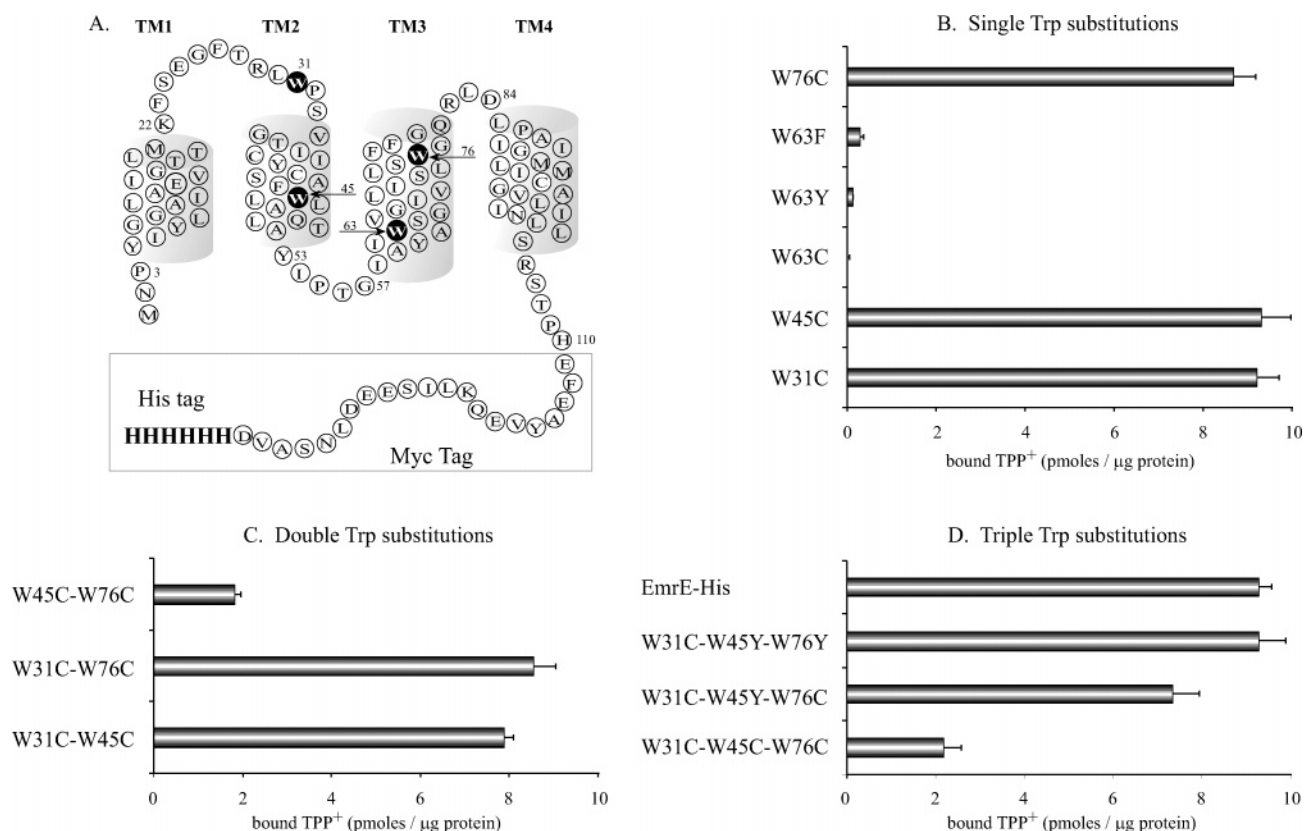 A.
TM1 TM2 TM3 TM4
M N P Y
3
L I L G Y
M G A G I
T E A Y
T V I L
22
K F S E G F T R L W P S
31
G C S L L
T Y F A A
I C W Q
V I A L T
45
Y I P T G
53
57
F L L V I I
F S I G W A
G W S I S Y
Q G L V G A
63
76
R L D
84
L I L G I
P G I V N
A M C L L
I M A I L
S R S T P H
110
E F E A Y V E Q K L I S E E D L N S A V D HHHHHH
His tag
Myc Tag
B. Single Trp substitutions
W76C
W63F
W63Y
W63C
W45C
W31C
0 2 4 6 8 10
bound TPP⁺ (pmoles / μg protein)
C. Double Trp substitutions
W45C-W76C
W31C-W76C
W31C-W45C
0 2 4 6 8 10
bound TPP⁺ (pmoles / μg protein)
D. Triple Trp substitutions
EmrE-His
W31C-W45Y-W76Y
W31C-W45Y-W76C
W31C-W45C-W76C
0 2 4 6 8 10
bound TPP⁺ (pmoles / μg protein)